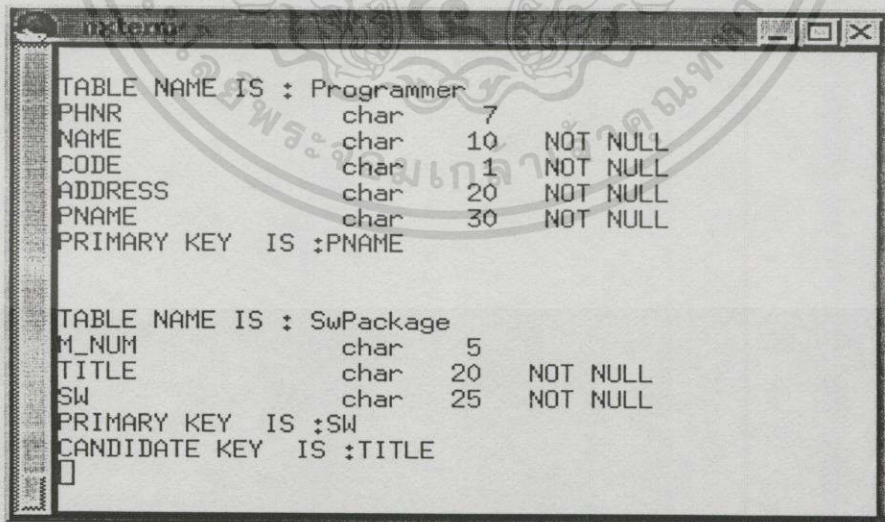 nxterm
TABLE NAME IS : Programmer
PHNR char 7
NAME char 10 NOT NULL
CODE char 1 NOT NULL
ADDRESS char 20 NOT NULL
PNAME char 30 NOT NULL
PRIMARY KEY IS :PNAME
TABLE NAME IS : SwPackage
M_NUM char 5
TITLE char 20 NOT NULL
SW char 25 NOT NULL
PRIMARY KEY IS :SW
CANDIDATE KEY IS :TITLE